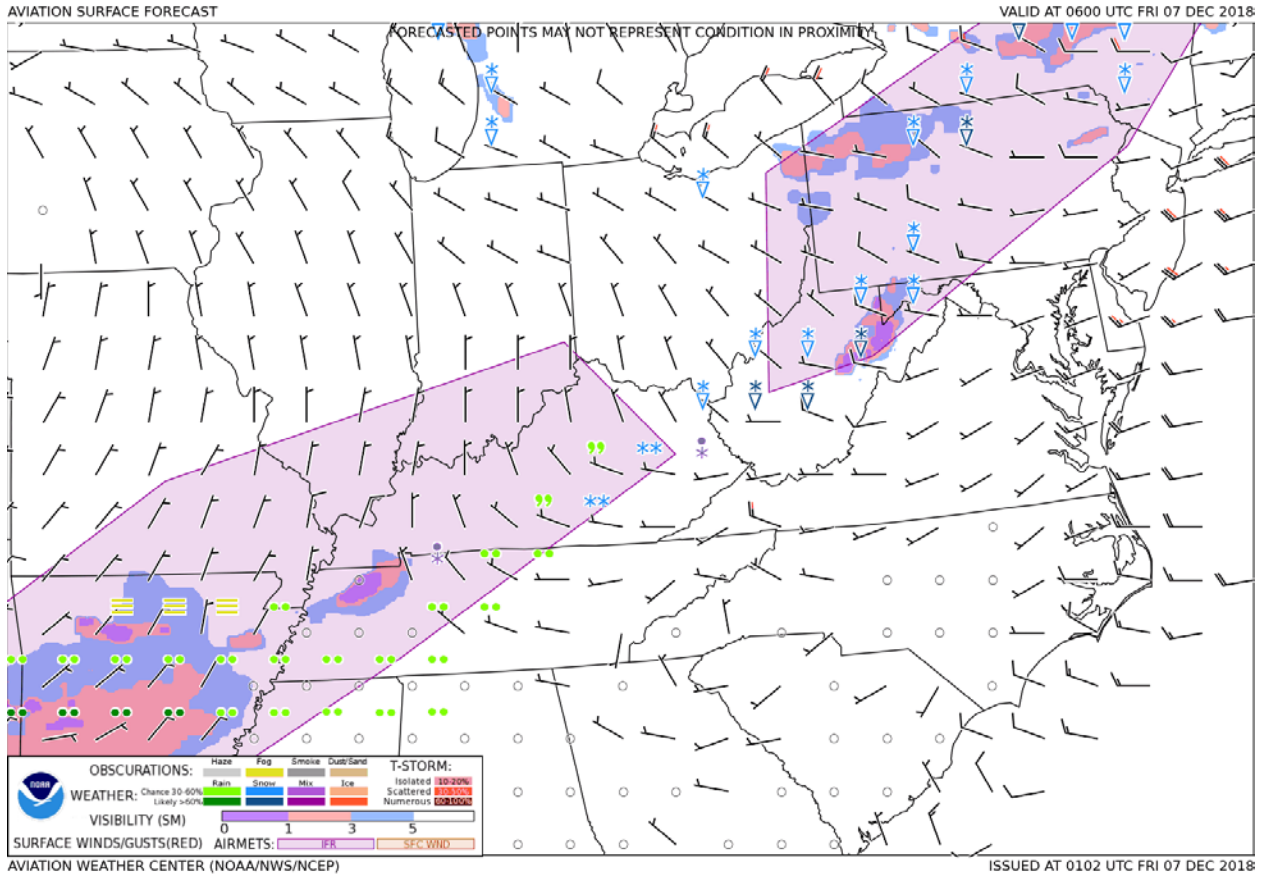 AVIATION SURFACE FORECAST VALID AT 0600 UTC FRI 07 DEC 2018
FORECASTED POINTS MAY NOT REPRESENT CONDITION IN PROXIMITY
OBSCURATIONS: Haze Fog Smoke Dust/Sand T-STORM:
Rain Snow Mix Ice Isolated 10-20%
NOAA WEATHER: Chance 30-60% Scattered 30-50%
Likely >60% Numerous 60-100%
VISIBILITY (SM)
0 1 3 5
SURFACE WINDS/GUSTS(RED) AIRMETS: IFR SFC WND
AVIATION WEATHER CENTER (NOAA/NWS/NCEP) ISSUED AT 0102 UTC FRI 07 DEC 2018